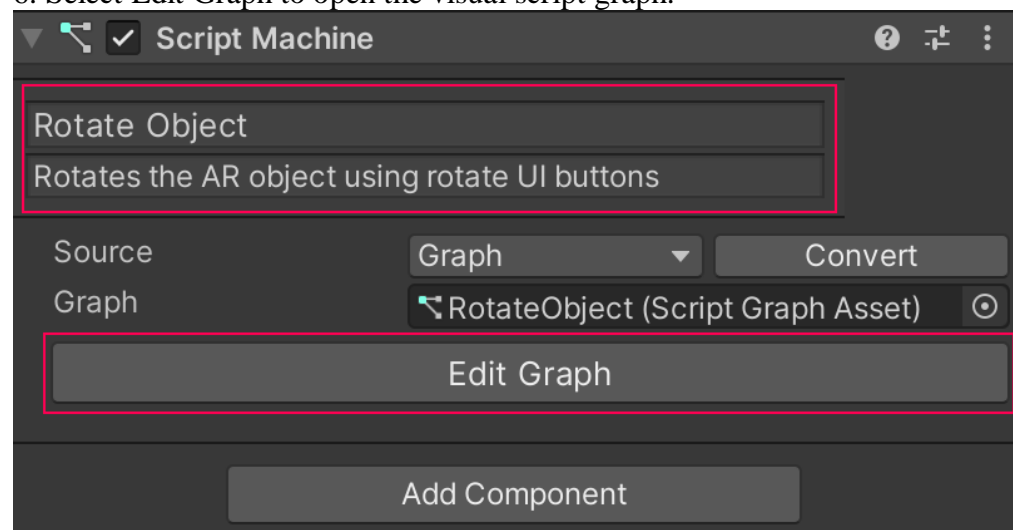 6. Select Edit Graph to open the visual script graph.
Script Machine
Rotate Object
Rotates the AR object using rotate UI buttons
Source Graph Convert
Graph RotateObject (Script Graph Asset)
Edit Graph
Add Component